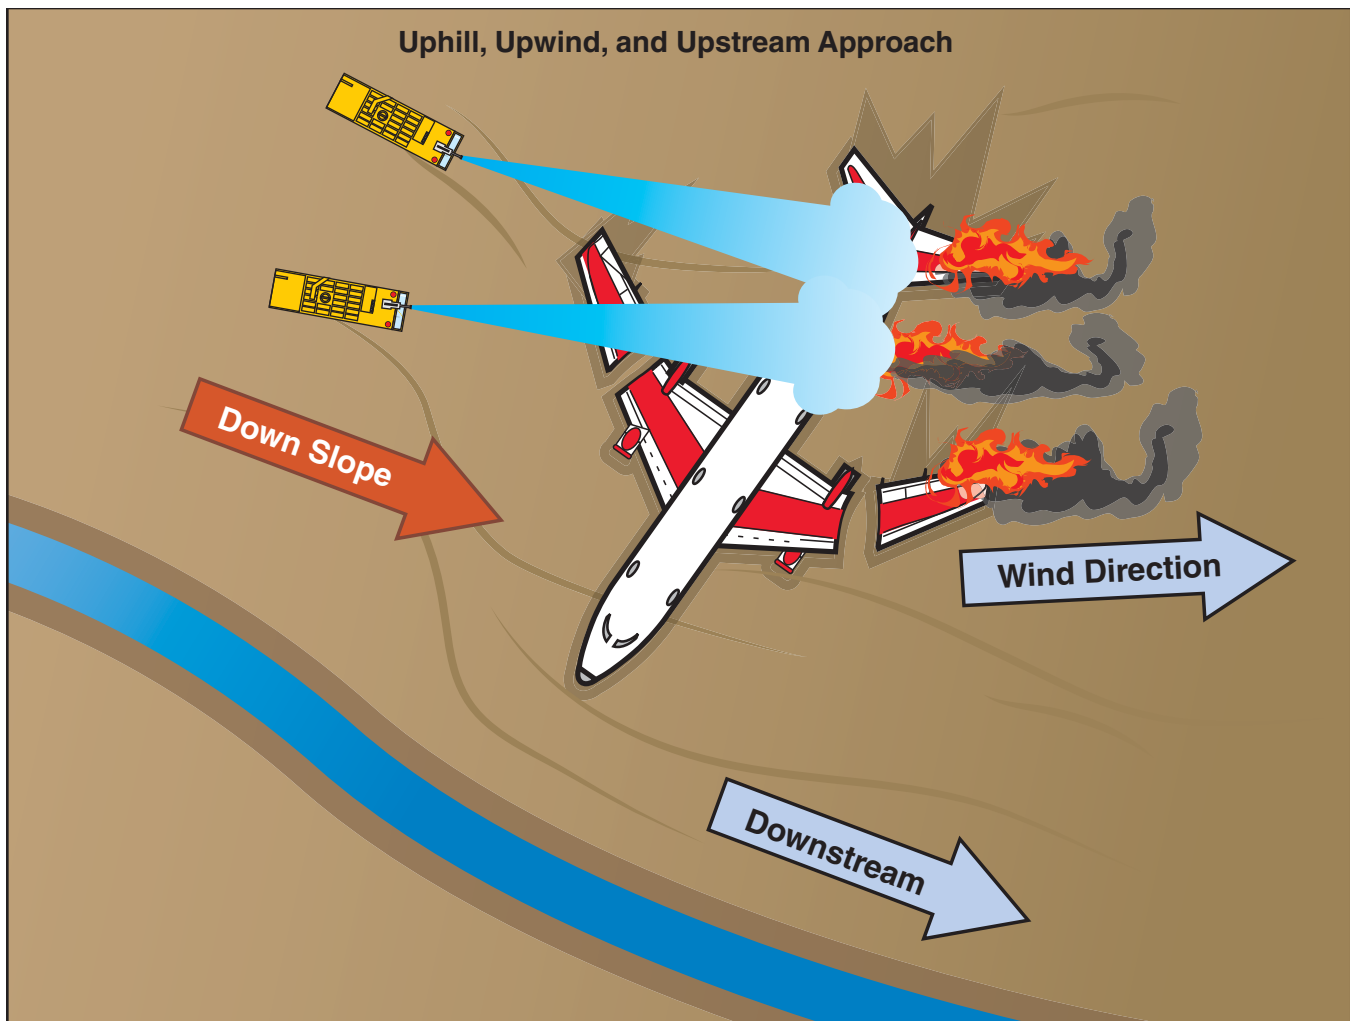 Uphill, Upwind, and Upstream Approach
Down Slope
Wind Direction
Downstream